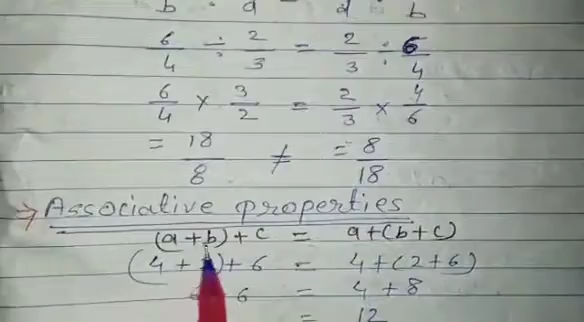 6/4 ÷ 2/3 = 2/3 ÷ 6/4
6/4 × 3/2 = 2/3 × 4/6
= 18/8 ≠ = 8/18
⇒ Associative properties
(a+b)+c = a+(b+c)
(4+ )+6 = 4+(2+6)
6 = 4+8
= 12